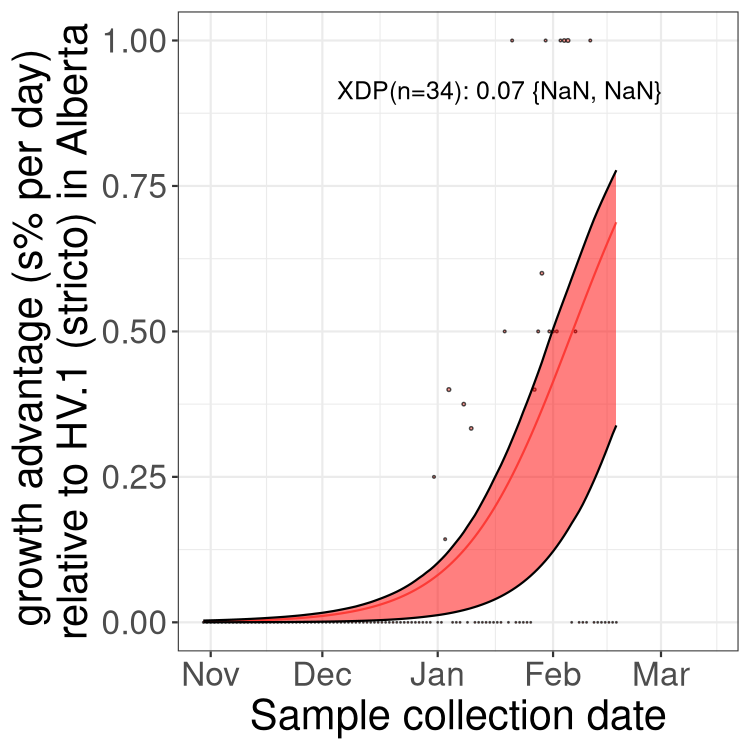 growth advantage (s% per day)
relative to HV.1 (stricto) in Alberta
1.00
XDP(n=34): 0.07 {NaN, NaN}
0.75
0.50
0.25
0.00
Nov Dec Jan Feb Mar
Sample collection date